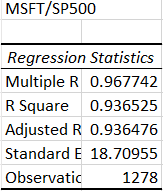 MSFT/SP500
Regression Statistics
Multiple R 0.967742
R Square 0.936525
Adjusted R 0.936476
Standard E 18.70955
Observatic 1278